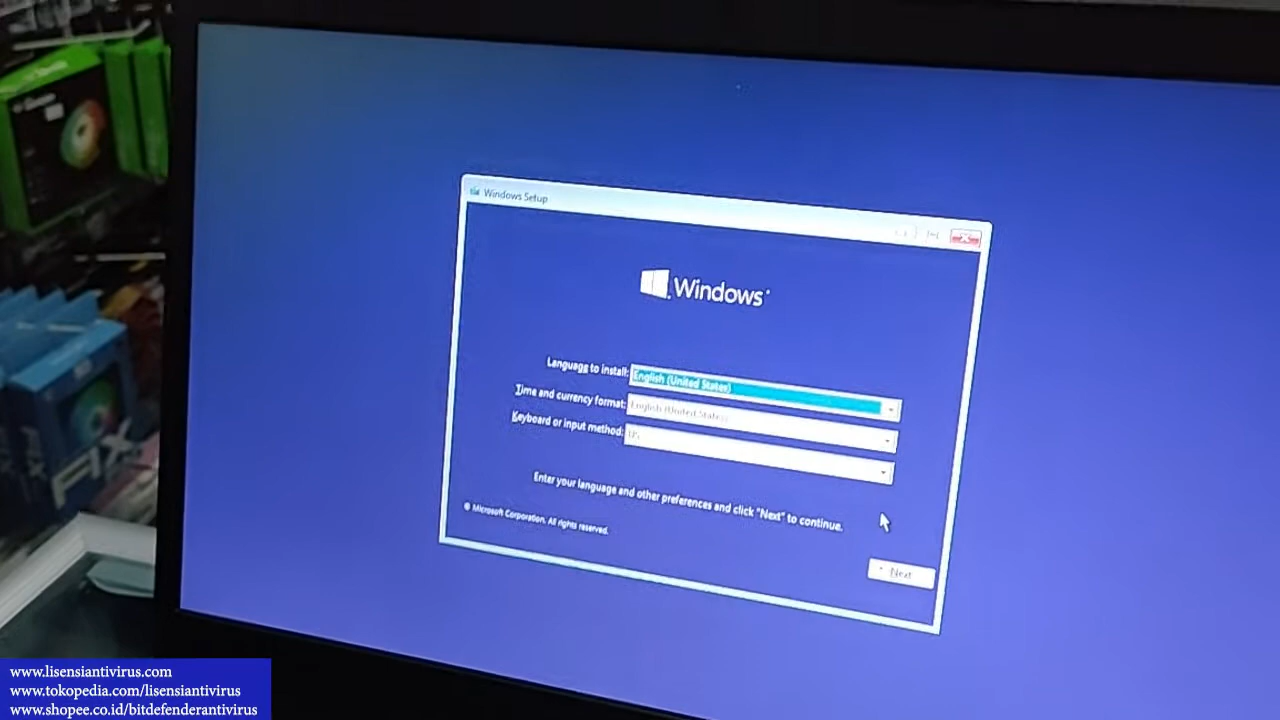 Windows Setup
Windows
Language to install: English (United States)
Time and currency format: English (United States)
Keyboard or input method: US
Enter your language and other preferences and click "Next" to continue.
© Microsoft Corporation. All rights reserved.
Next
FIX
www.lisensiantivirus.com
www.tokopedia.com/lisensiantivirus
www.shopee.co.id/bitdefenderantivirus